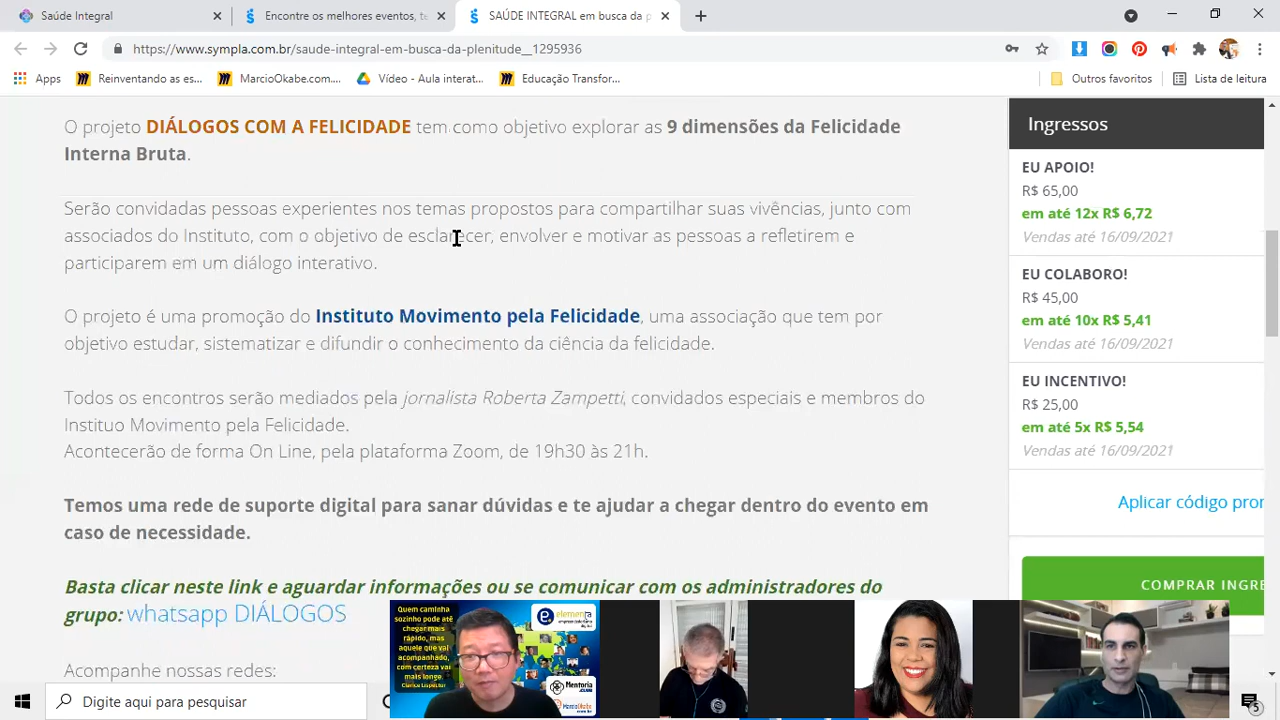 Saúde Integral
Encontre os melhores eventos, te
SAÚDE INTEGRAL em busca da p
https://www.sympla.com.br/saude-integral-em-busca-da-plenitude__1295936
Apps
Reinventando as es...
MarcioOkabe.com....
Vídeo - Aula interat...
Educação Transfor...
Outros favoritos
Lista de leitura
O projeto DIÁLOGOS COM A FELICIDADE tem como objetivo explorar as 9 dimensões da Felicidade
Interna Bruta.
Serão convidadas pessoas experientes nos temas propostos para compartilhar suas vivências, junto com
associados do Instituto, com o objetivo de esclarecer, envolver e motivar as pessoas a refletirem e
participarem em um diálogo interativo.
O projeto é uma promoção do Instituto Movimento pela Felicidade, uma associação que tem por
objetivo estudar, sistematizar e difundir o conhecimento da ciência da felicidade.
Todos os encontros serão mediados pela jornalista Roberta Zampetti, convidados especiais e membros do
Instituo Movimento pela Felicidade.
Acontecerão de forma On Line, pela plataforma Zoom, de 19h30 às 21h.
Temos uma rede de suporte digital para sanar dúvidas e te ajudar a chegar dentro do evento em
caso de necessidade.
Basta clicar neste link e aguardar informações ou se comunicar com os administradores do
grupo: whatsapp DIÁLOGOS
Acompanhe nossas redes:
Ingressos
EU APOIO!
R$ 65,00
em até 12x R$ 6,72
Vendas até 16/09/2021
EU COLABORO!
R$ 45,00
em até 10x R$ 5,41
Vendas até 16/09/2021
EU INCENTIVO!
R$ 25,00
em até 5x R$ 5,54
Vendas até 16/09/2021
Aplicar código pro
COMPRAR INGRE
Quem caminha
sozinho pode até
chegar mais
rápido, mas
aquele que vai
acompanhado,
com certeza vai
mais longe.
Clarice Lispector
elementa
Mentoria
Digite aqui para pesquisar
5